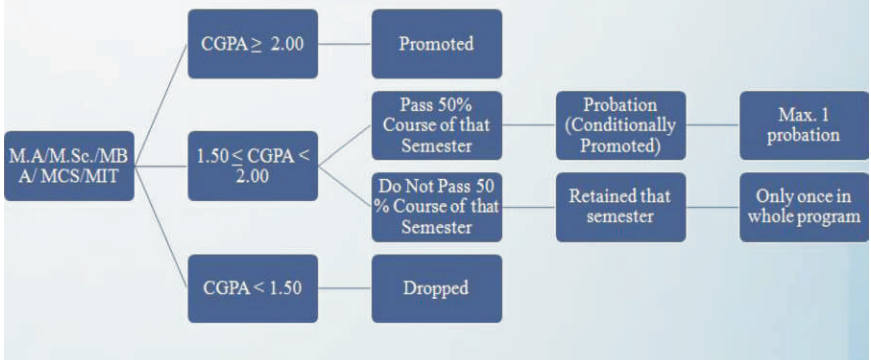 CGPA ≥ 2.00
Promoted
Pass 50%
Course of that
Semester
Probation
(Conditionally
Promoted)
Max. 1
probation
M.A/M.Sc./MB
A/ MCS/MIT
1.50 ≤ CGPA <
2.00
Do Not Pass 50
% Course of that
Semester
Retained that
semester
Only once in
whole program
CGPA < 1.50
Dropped